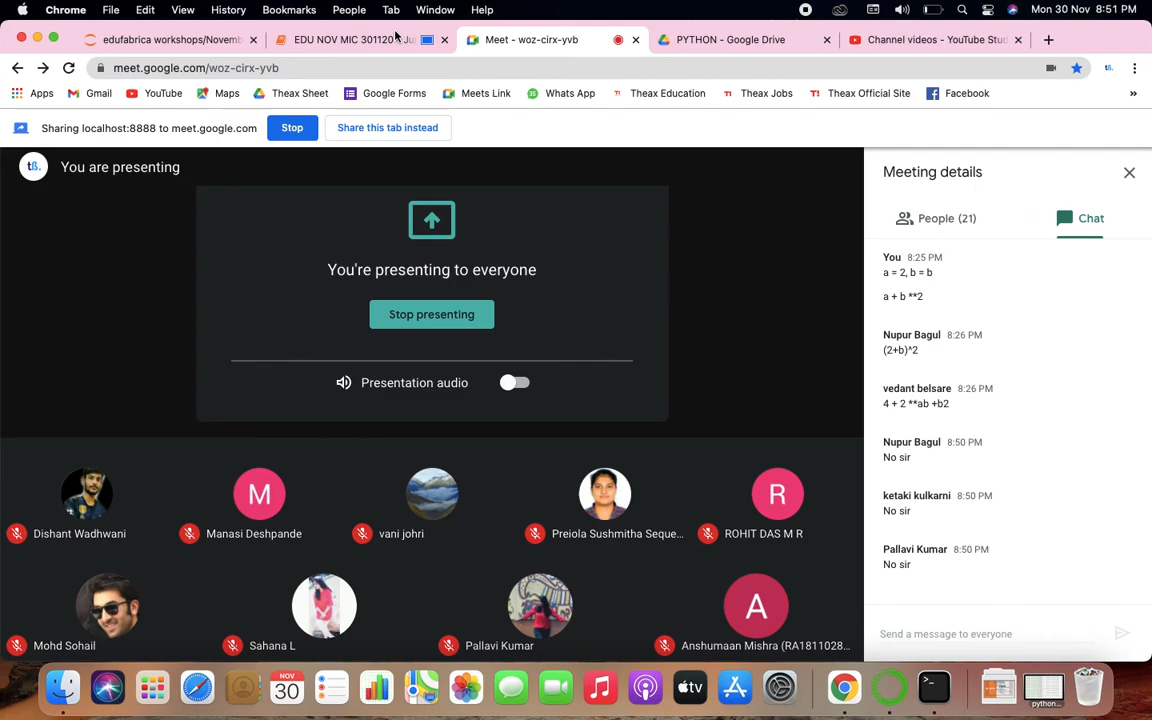 Chrome File Edit View History Bookmarks People Tab Window Help Mon 30 Nov 8:51 PM
edufabrica workshops/Novemb EDU NOV MIC 301120 Meet - woz-cirx-yvb PYTHON - Google Drive Channel videos - YouTube Stud
meet.google.com/woz-cirx-yvb tß.
Apps Gmail YouTube Maps Theax Sheet Google Forms Meets Link Whats App Theax Education Theax Jobs Theax Official Site Facebook »
Sharing localhost:8888 to meet.google.com Stop Share this tab instead
tß. You are presenting
You're presenting to everyone
Stop presenting
Presentation audio
Meeting details
People (21) Chat
You 8:25 PM
a = 2, b = b
a + b **2
Nupur Bagul 8:26 PM
(2+b)^2
vedant belsare 8:26 PM
4 + 2 **ab +b2
Nupur Bagul 8:50 PM
No sir
ketaki kulkarni 8:50 PM
No sir
Pallavi Kumar 8:50 PM
No sir
Send a message to everyone
M R
Dishant Wadhwani Manasi Deshpande vani johri Preiola Sushmitha Seque... ROHIT DAS M R
A
Mohd Sohail Sahana L Pallavi Kumar Anshumaan Mishra (RA1811028...
NOV
30
tv
python...